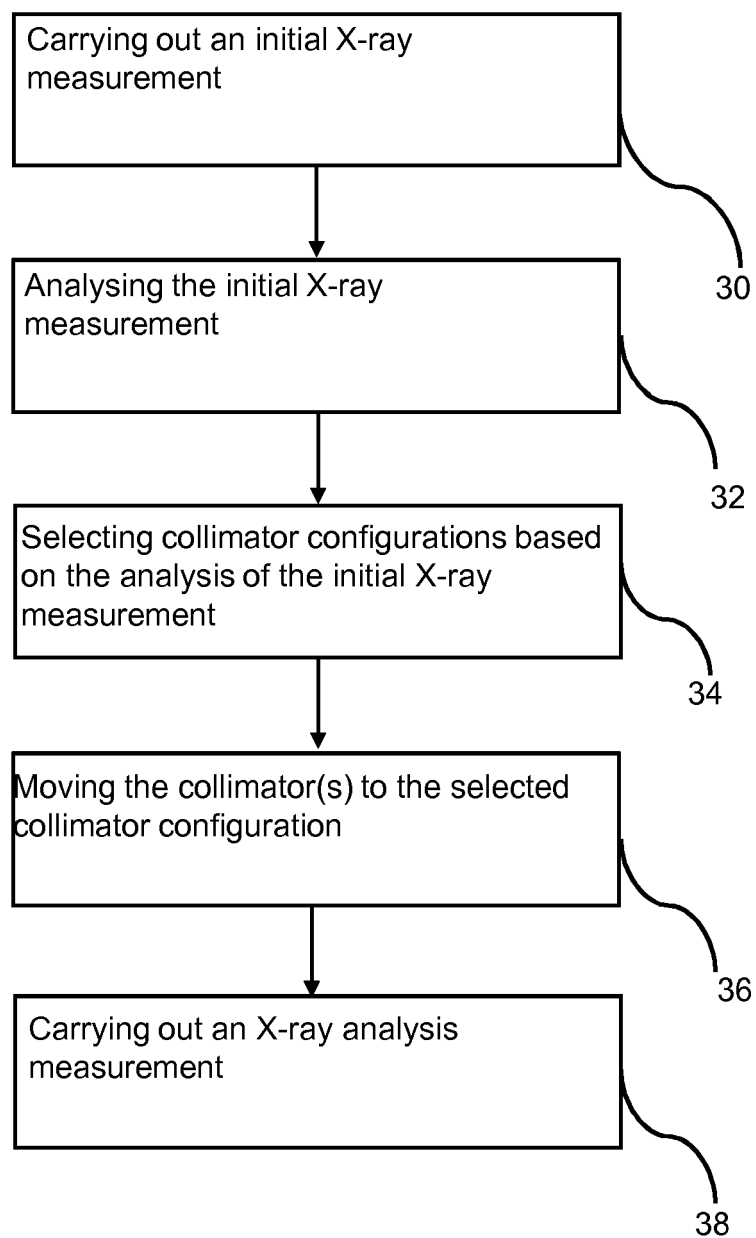 Carrying out an initial X-ray
measurement
30
Analysing the initial X-ray
measurement
32
Selecting collimator configurations based
on the analysis of the initial X-ray
measurement
34
Moving the collimator(s) to the selected
collimator configuration
36
Carrying out an X-ray analysis
measurement
38